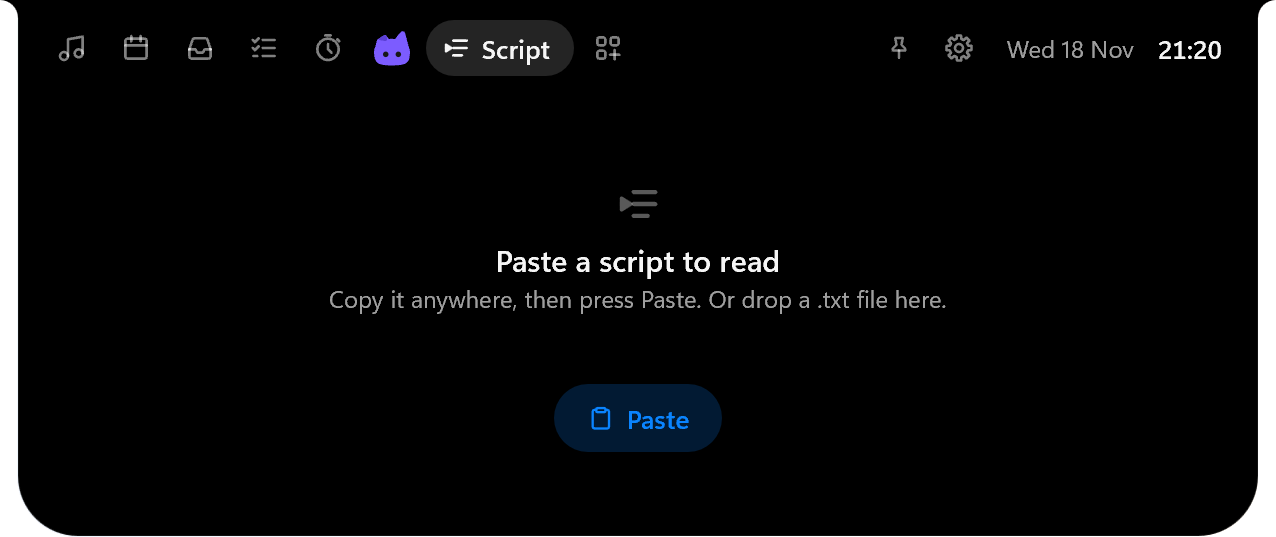 Script
Wed 18 Nov 21:20
Paste a script to read
Copy it anywhere, then press Paste. Or drop a .txt file here.
Paste